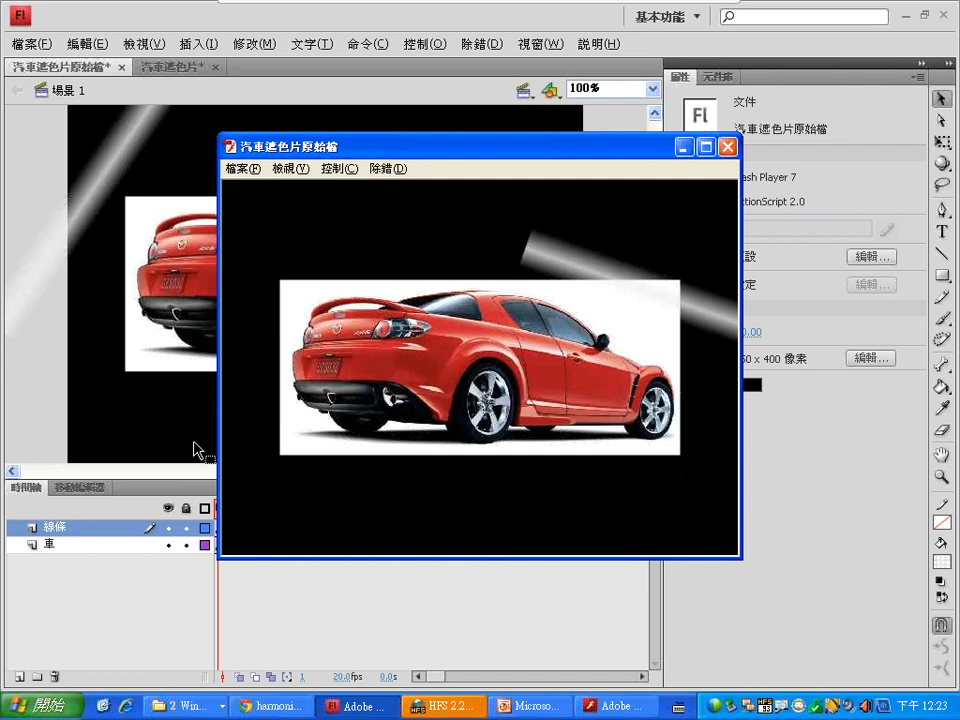 Fl
基本功能
檔案(F) 編輯(E) 檢視(V) 插入(I) 修改(M) 文字(T) 命令(C) 控制(O) 除錯(D) 視窗(W) 說明(H)
汽車遮色片原始檔* 汽車遮色片*
屬性 元件庫
場景 1
100%
Fl
文件
汽車遮色片原始檔
汽車遮色片原始檔
檔案(F) 檢視(V) 控制(C) 除錯(D)
ash Player 7
tionScript 2.0
設
編輯...
定
編輯...
0.00
50 x 400 像素
編輯...
時間軸 移動編輯器
線條
車
1 20.0fps 0.0s
開始
2 Win...
harmoni...
Adobe ...
HFS 2.2...
Microso...
Adobe ...
下午 12:23